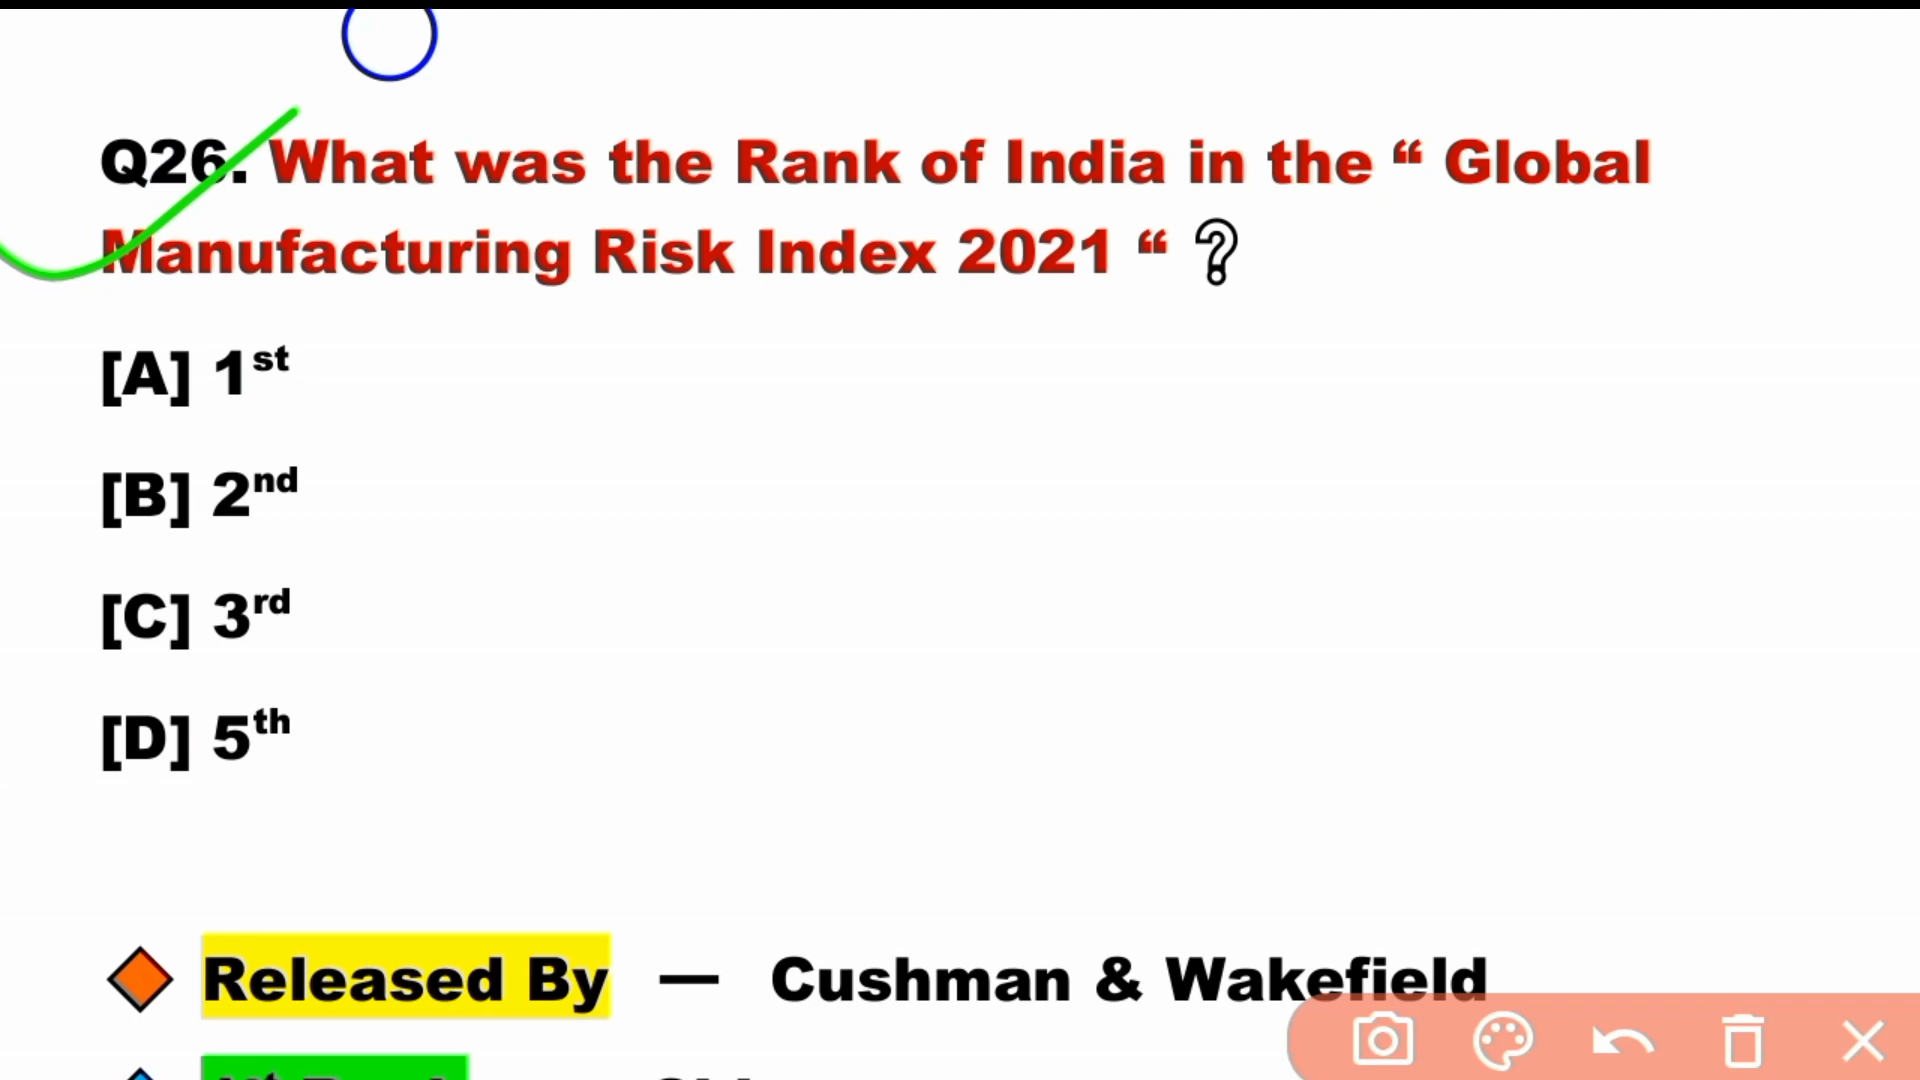 Q26. What was the Rank of India in the “ Global
Manufacturing Risk Index 2021 “ ?
[A] 1st
[B] 2nd
[C] 3rd
[D] 5th
Released By — Cushman & Wakefield